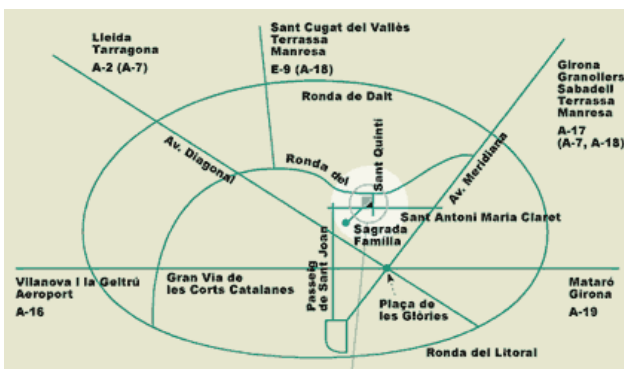 Lleida
Tarragona
A-2 (A-7)
Sant Cugat del Vallès
Terrassa
Manresa
E-9 (A-18)
Girona
Granollers
Sabadell
Terrassa
Manresa
A-17
(A-7, A-18)
Ronda de Dalt
Av. Diagonal
Ronda del
Sant Quintí
Av. Meridiana
Sant Antoni Maria Claret
Sagrada
Família
Passeig
de Sant Joan
Vilanova i la Geltrú
Aeroport
A-16
Gran Via de
les Corts Catalanes
Plaça de
les Glòries
Mataró
Girona
A-19
Ronda del Litoral